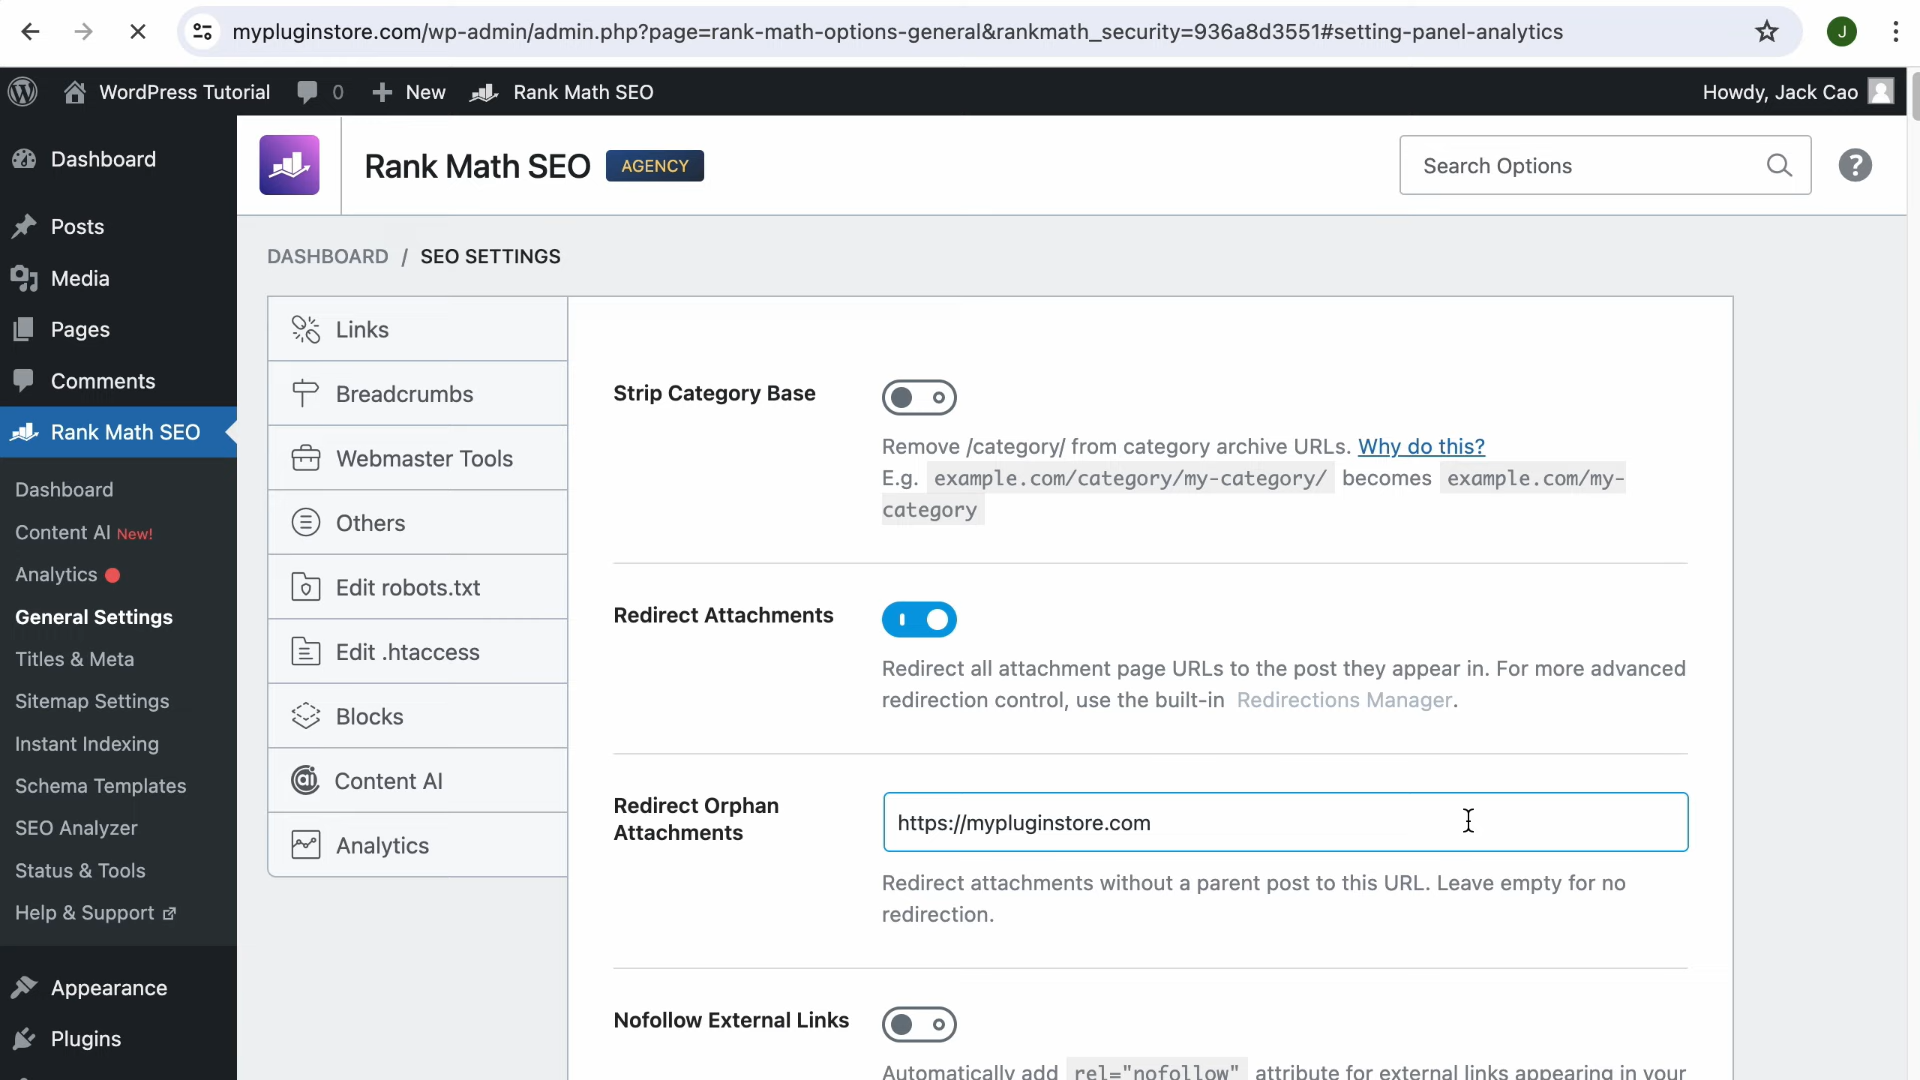 mypluginstore.com/wp-admin/admin.php?page=rank-math-options-general&rankmath_security=936a8d3551#setting-panel-analytics
J
WordPress Tutorial 0 New Rank Math SEO
Howdy, Jack Cao
Dashboard
Posts
Media
Pages
Comments
Rank Math SEO
Dashboard
Content AI New!
Analytics
General Settings
Titles & Meta
Sitemap Settings
Instant Indexing
Schema Templates
SEO Analyzer
Status & Tools
Help & Support
Appearance
Plugins
Rank Math SEO AGENCY
Search Options
?
DASHBOARD / SEO SETTINGS
Links
Breadcrumbs
Webmaster Tools
Others
Edit robots.txt
Edit .htaccess
Blocks
Content AI
Analytics
Strip Category Base
Remove /category/ from category archive URLs. Why do this?
E.g. example.com/category/my-category/ becomes example.com/my-
category
Redirect Attachments
Redirect all attachment page URLs to the post they appear in. For more advanced
redirection control, use the built-in Redirections Manager.
Redirect Orphan
Attachments
https://mypluginstore.com
Redirect attachments without a parent post to this URL. Leave empty for no
redirection.
Nofollow External Links
Automatically add rel="nofollow" attribute for external links appearing in your